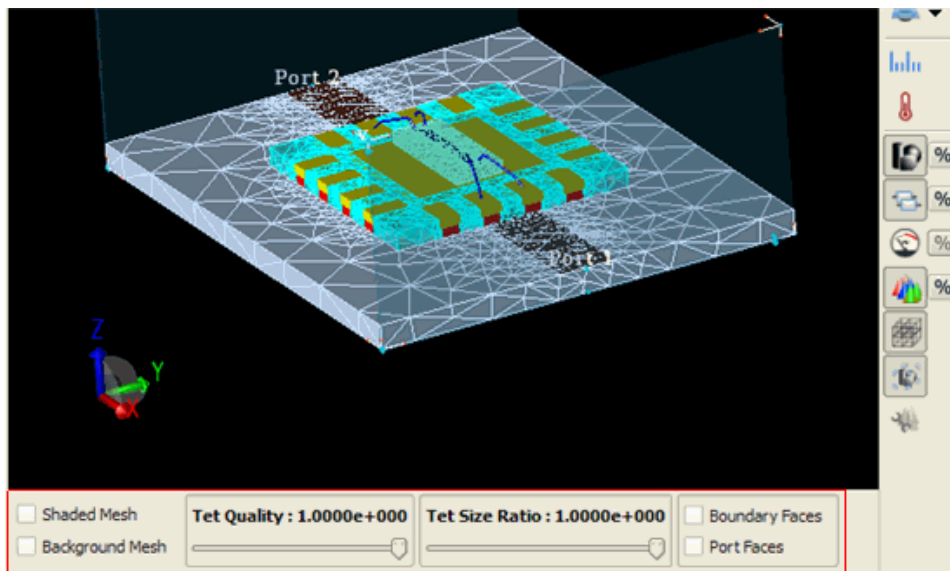 Port 2
Port 1
Z
Y
X
%
%
%
%
Shaded Mesh
Background Mesh
Tet Quality : 1.0000e+000
Tet Size Ratio : 1.0000e+000
Boundary Faces
Port Faces